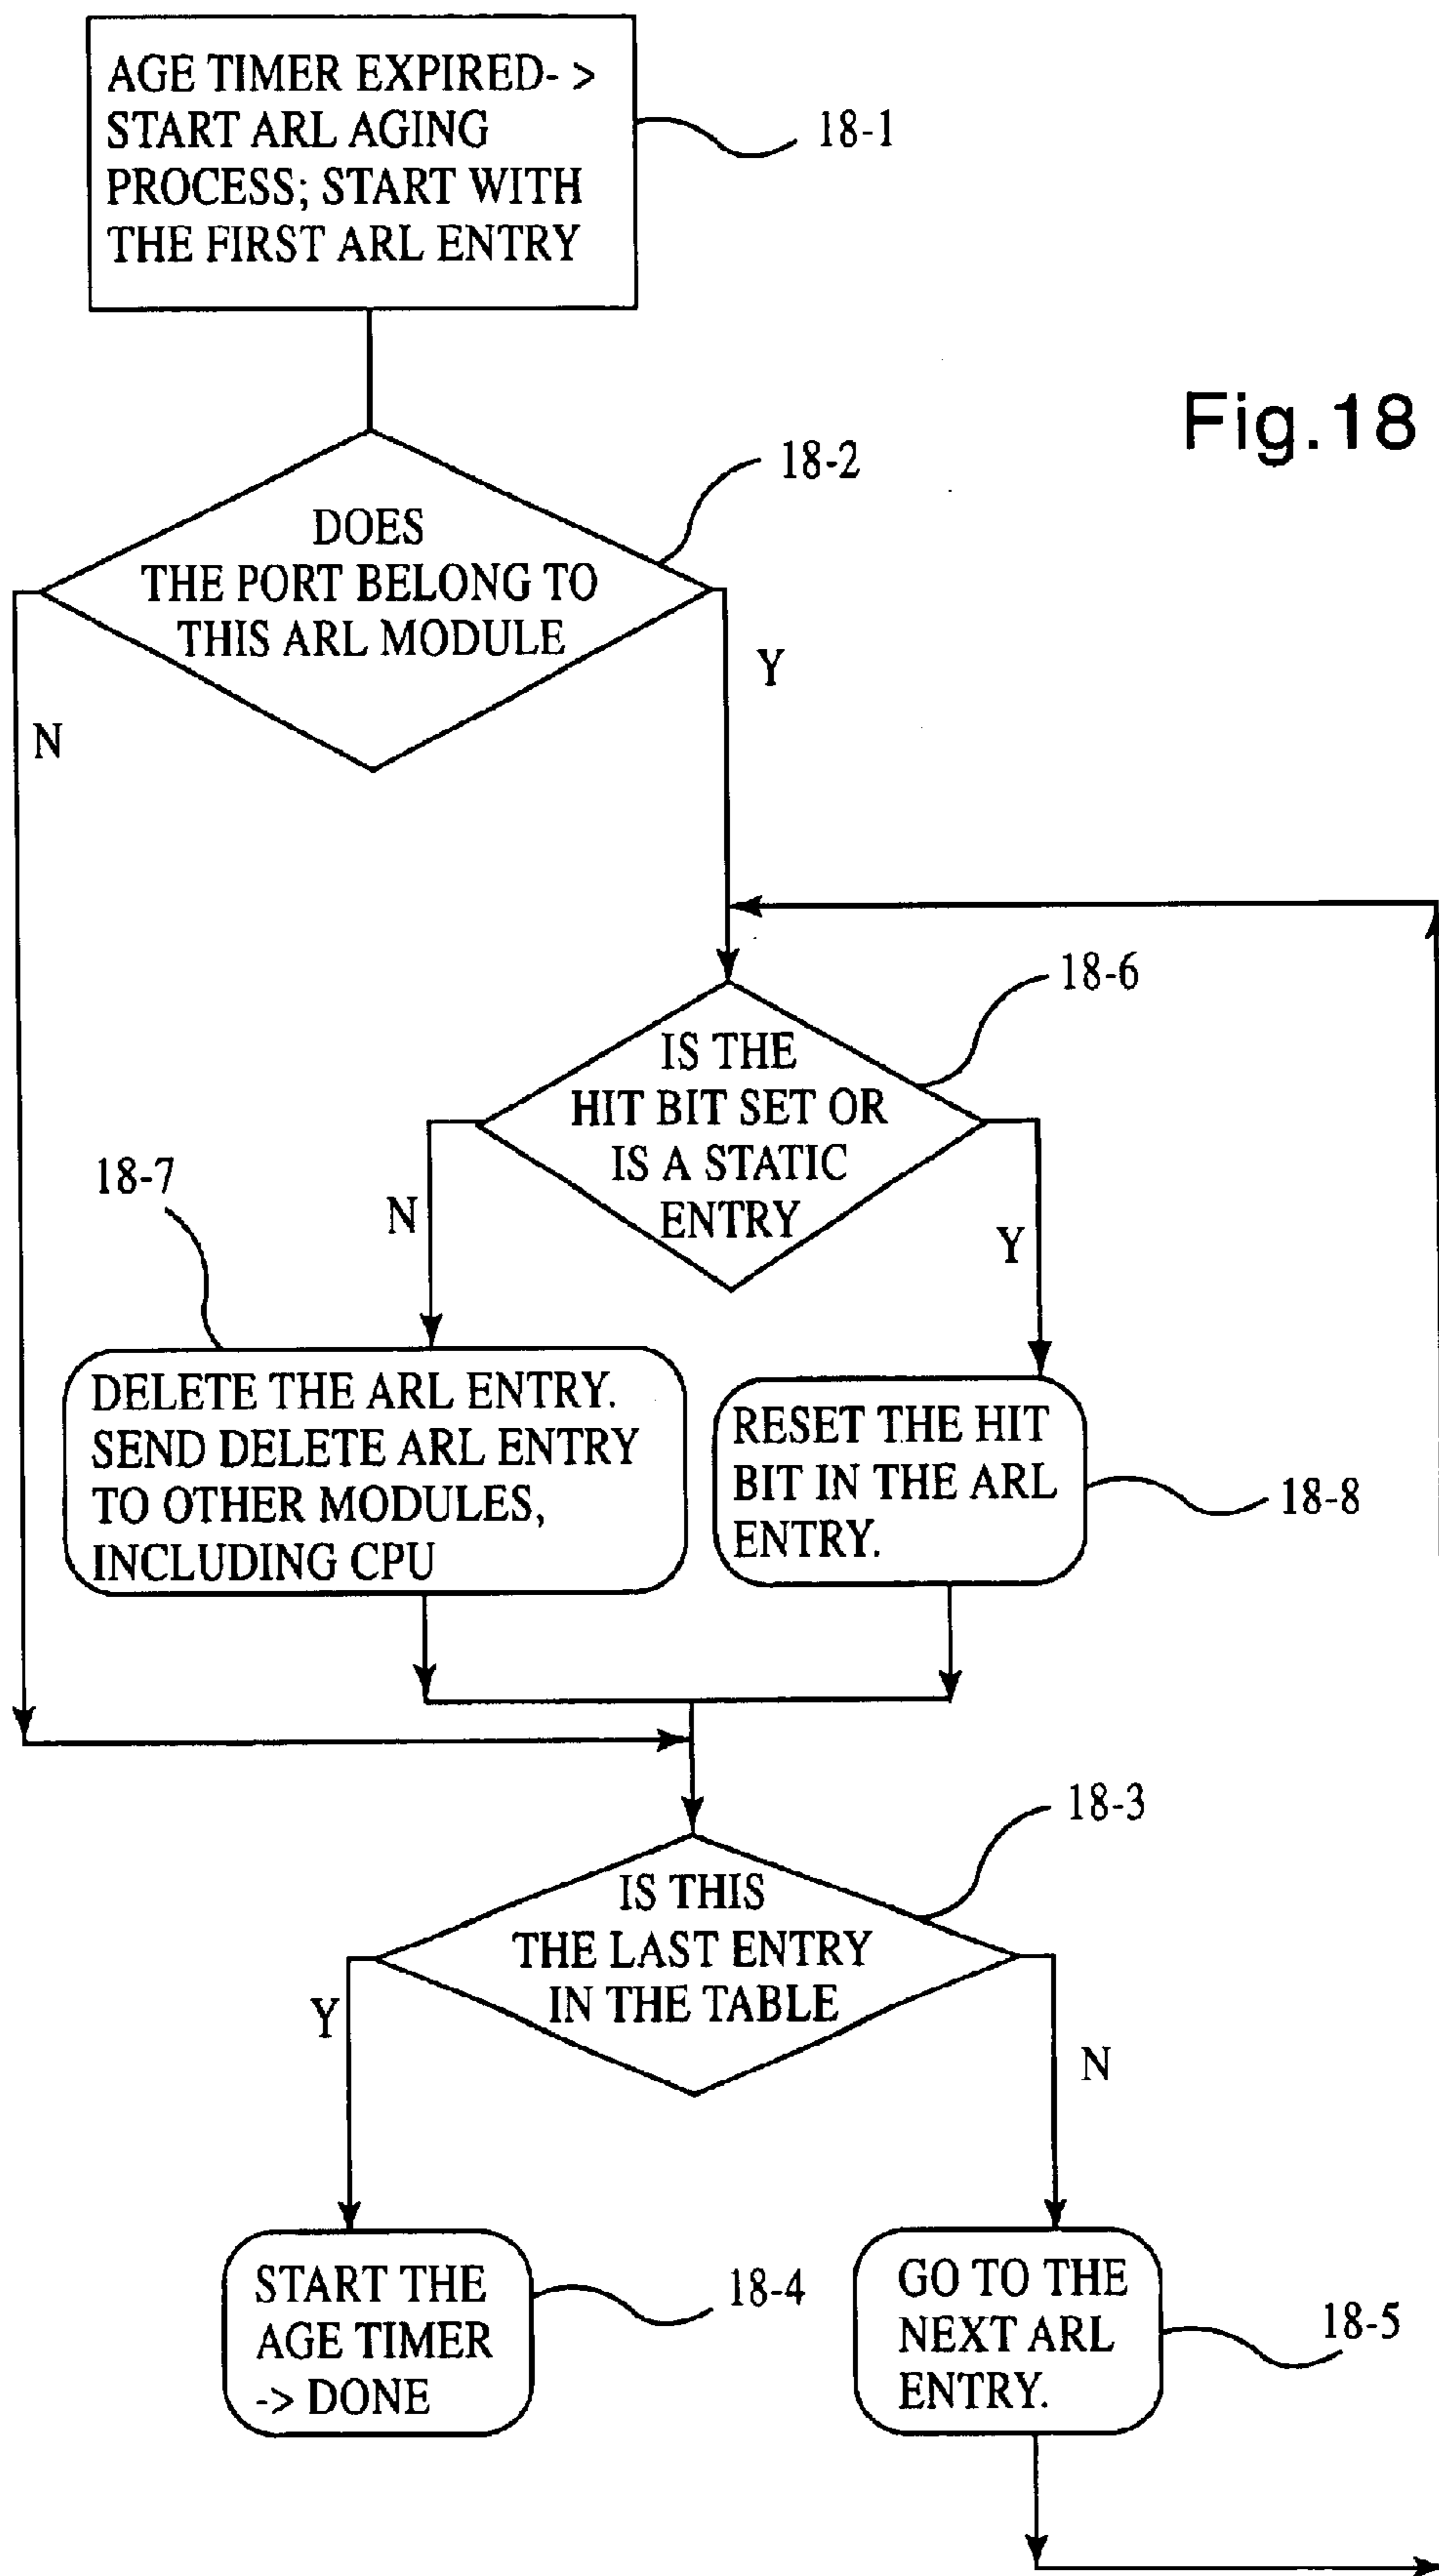 AGE TIMER EXPIRED- >
START ARL AGING
PROCESS; START WITH
THE FIRST ARL ENTRY
18-1
Fig.18
18-2
DOES
THE PORT BELONG TO
THIS ARL MODULE
Y
N
18-6
IS THE
HIT BIT SET OR
IS A STATIC
ENTRY
18-7
N
Y
DELETE THE ARL ENTRY.
SEND DELETE ARL ENTRY
TO OTHER MODULES,
INCLUDING CPU
RESET THE HIT
BIT IN THE ARL
ENTRY.
18-8
18-3
IS THIS
THE LAST ENTRY
IN THE TABLE
Y
N
START THE
AGE TIMER
-> DONE
18-4
GO TO THE
NEXT ARL
ENTRY.
18-5